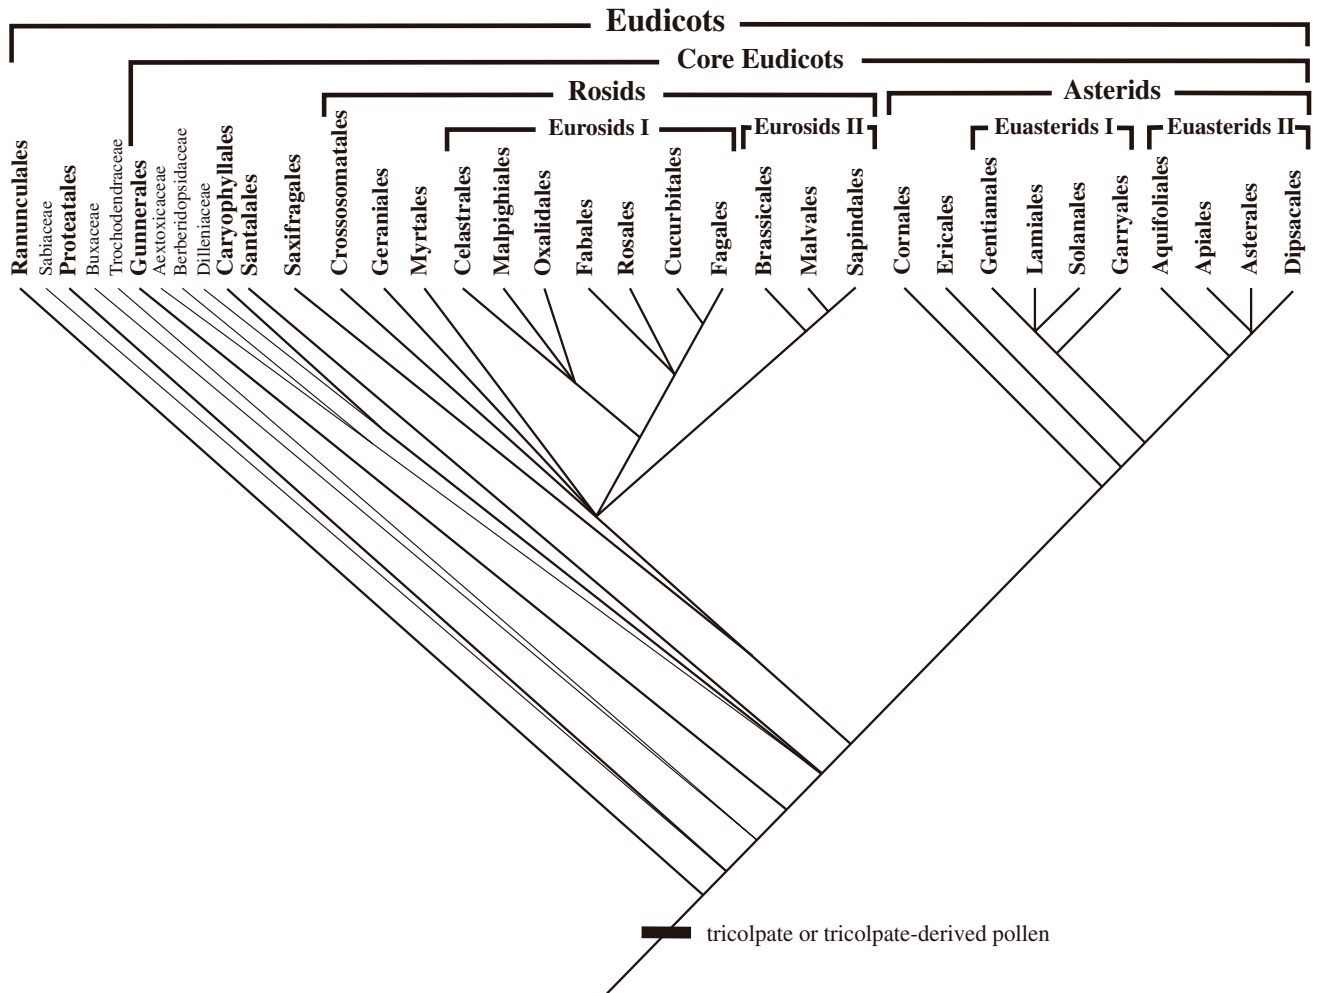 Eudicots
Core Eudicots
Rosids
Asterids
Eurosids I
Eurosids II
Euasterids I
Euasterids II
Ranunculales
Sabiaceae
Proteatales
Buxaceae
Trochodendraceae
Gunnerales
Aextoxicaceae
Berberidopsidaceae
Dilleniaceae
Caryophyllales
Santalales
Saxifragales
Crossosomatales
Geraniales
Myrtales
Celastrales
Malpighiales
Oxalidales
Fabales
Rosales
Cucurbitales
Fagales
Brassicales
Malvales
Sapindales
Cornales
Ericales
Gentianales
Lamiales
Solanales
Garryales
Aquifoliales
Apiales
Asterales
Dipsacales
tricolpate or tricolpate-derived pollen